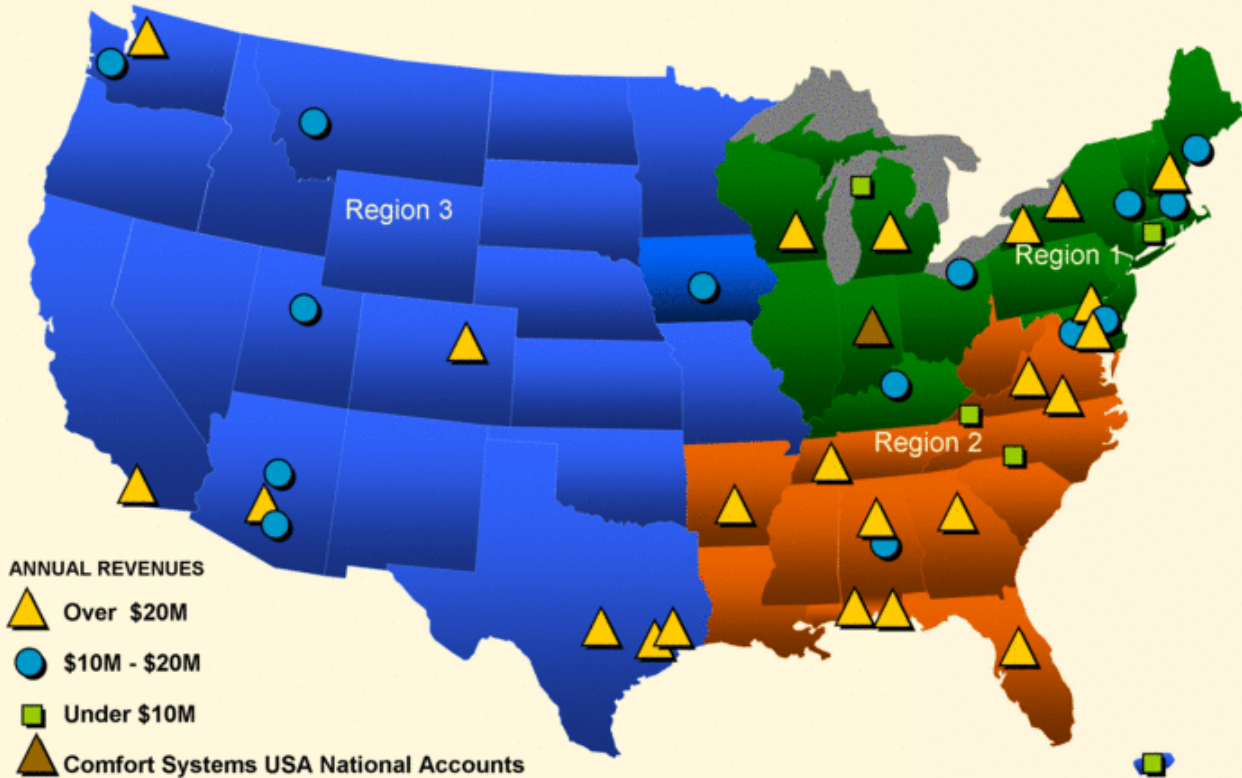 Region 3
Region 1
Region 2
ANNUAL REVENUES
Over $20M
$10M - $20M
Under $10M
Comfort Systems USA National Accounts